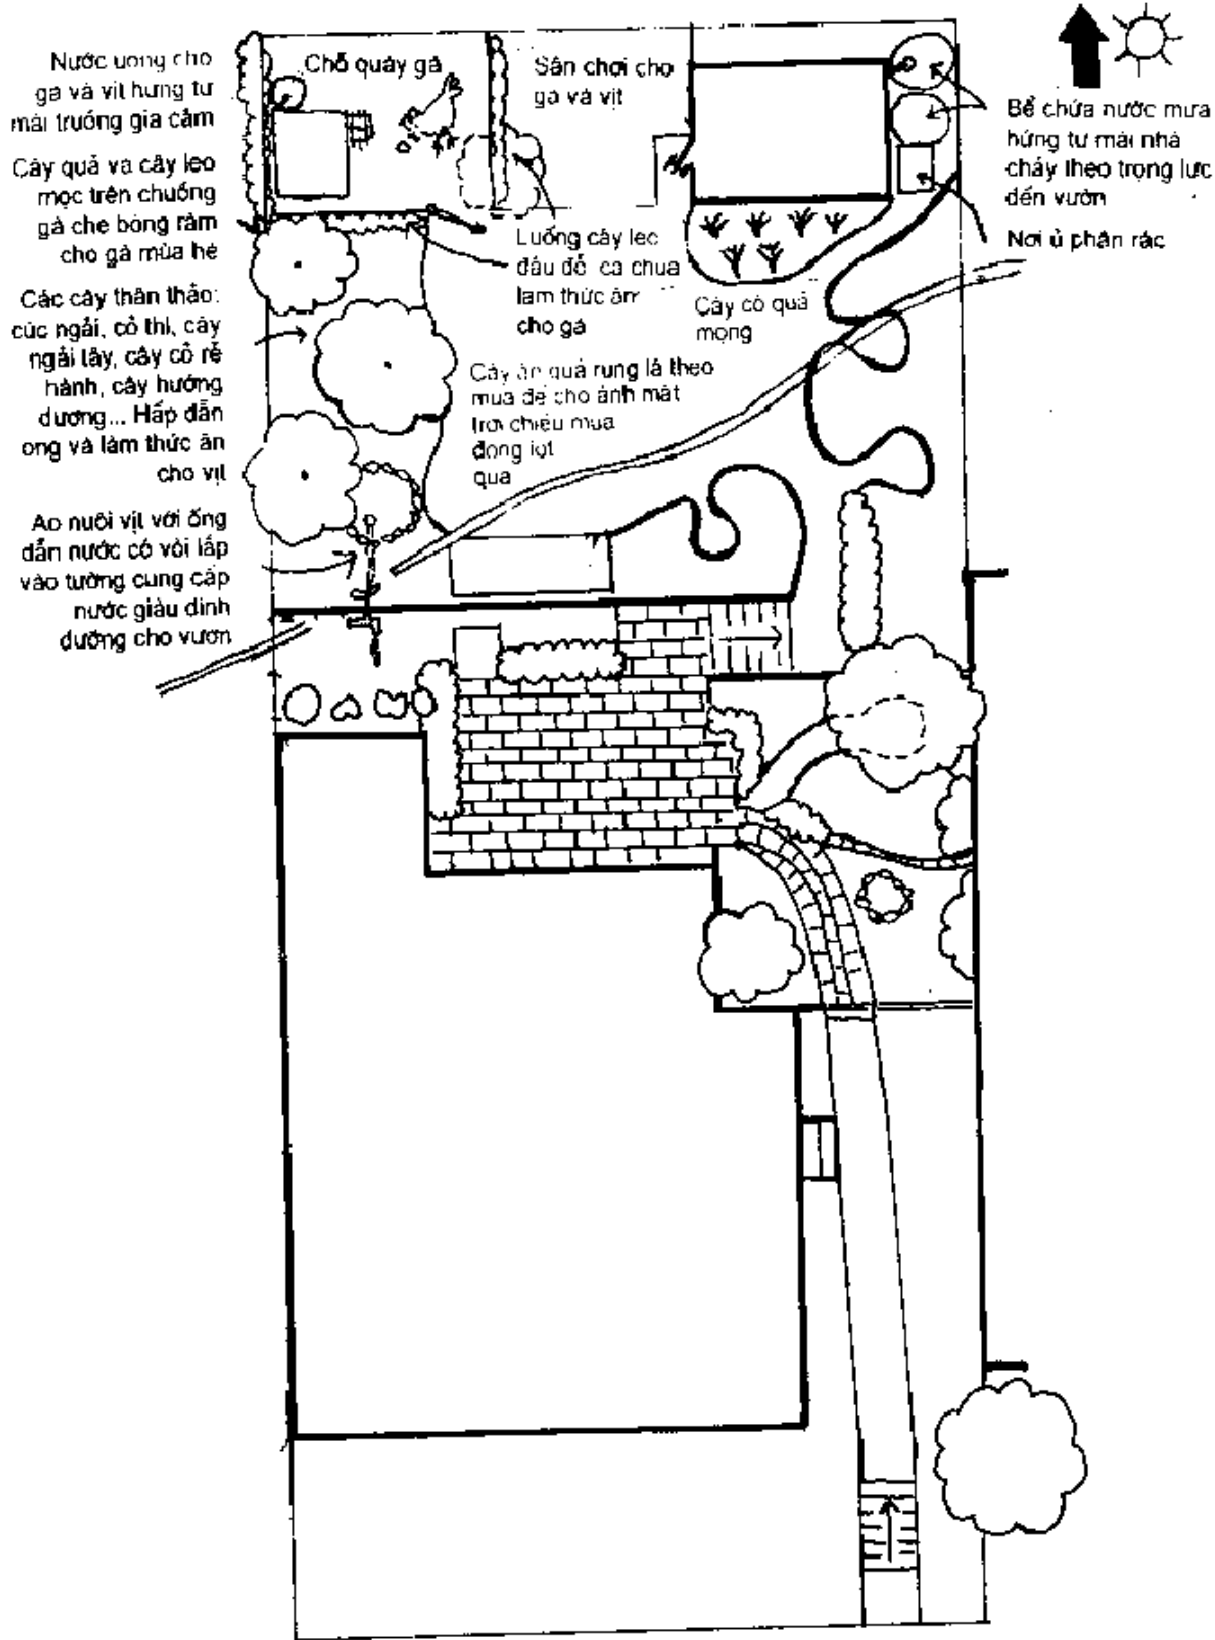 Nước uống cho
gà và vịt hứng từ
mái truồng gia cầm
Chỗ quây gà
Sân chơi cho
gà và vịt
Bể chứa nước mưa
hứng từ mái nhà
chảy theo trọng lực
đến vườn
Nơi ủ phân rác
Cây quả và cây leo
mọc trên chuồng
gà che bóng râm
cho gà mùa hè
Luống cây leo
đậu đỗ cà chua
làm thức ăn
cho gà
Cây có quả
mọng
Các cây thân thảo:
cúc ngải, cỏ thi, cây
ngải tây, cây cỏ rễ
hành, cây hướng
dương... Hấp dẫn
ong và làm thức ăn
cho vịt
Cây ăn quả rụng lá theo
mùa để cho ánh mặt
trời chiếu mùa
đông lọt
qua
Ao nuôi vịt với ống
dẫn nước có vòi lắp
vào tường cung cấp
nước giàu dinh
dưỡng cho vườn